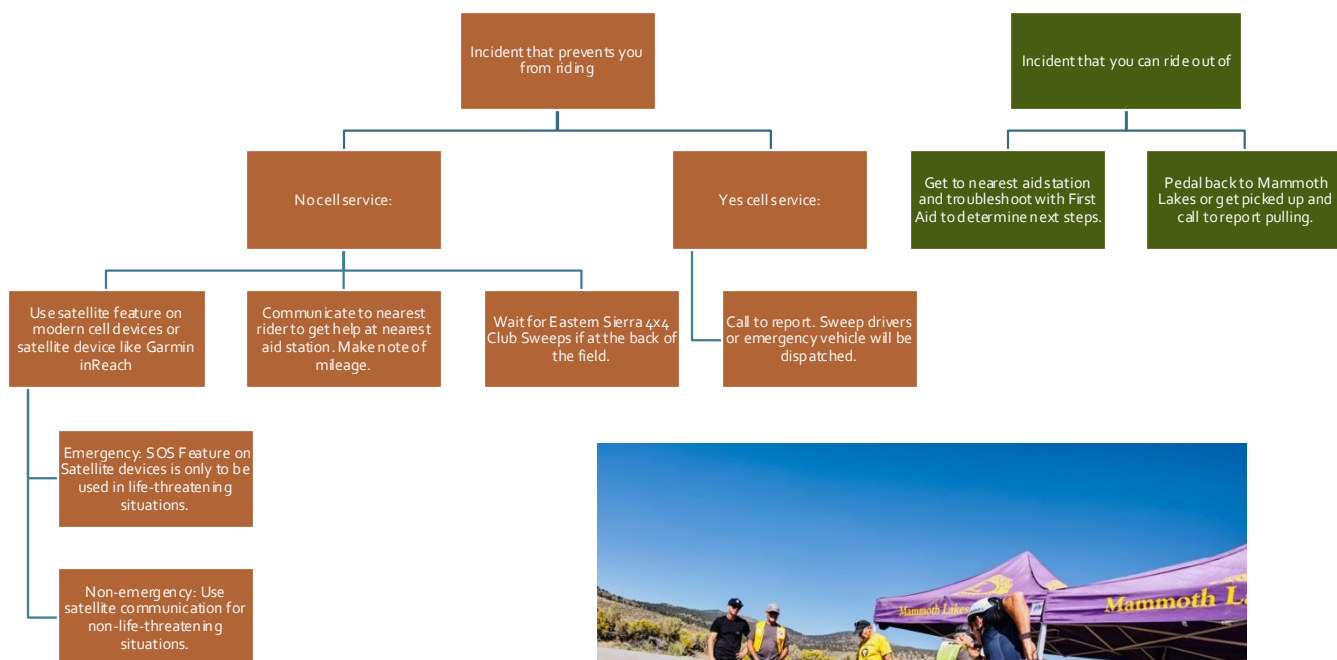 Incident that prevents you
from riding
Incident that you can ride out of
No cell service:
Yes cell service:
Get to nearest aid station
and troubleshoot with First
Aid to determine next steps.
Pedal back to Mammoth
Lakes or get picked up and
call to report pulling.
Use satellite feature on
modern cell devices or
satellite device like Garmin
inReach
Communicate to nearest
rider to get help at nearest
aid station. Make note of
mileage.
Wait for Eastern Sierra 4x4
Club Sweeps if at the back of
the field.
Call to report. Sweep drivers
or emergency vehicle will be
dispatched.
Emergency: SOS Feature on
Satellite devices is only to be
used in life-threatening
situations.
Non-emergency: Use
satellite communication for
non-life-threatening
situations.
Mammoth Lakes
Mammoth L